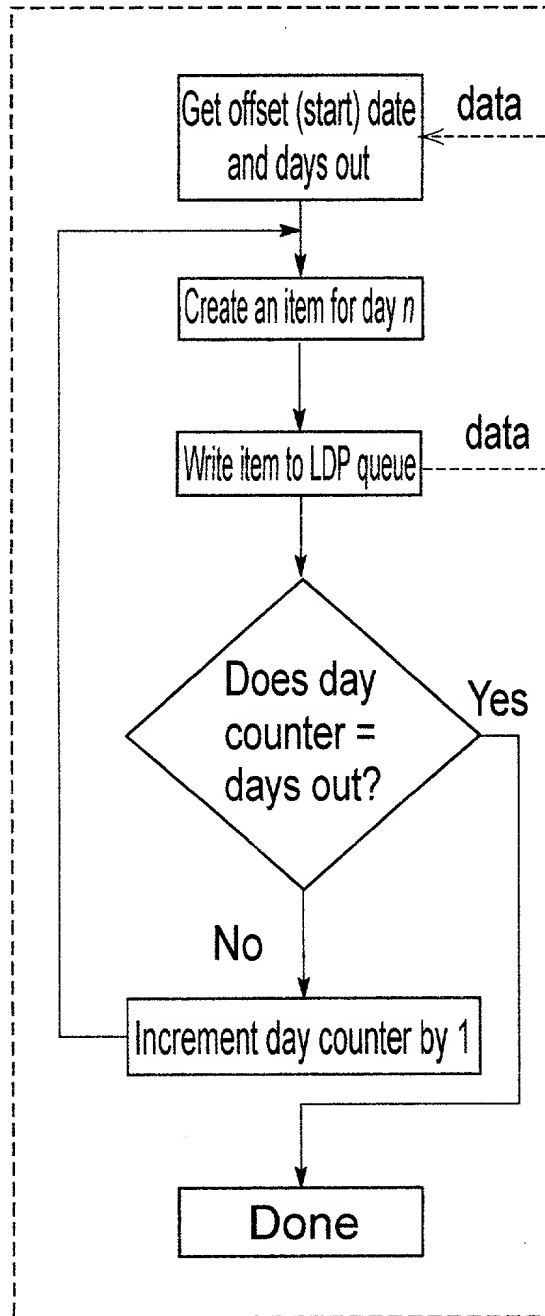 Get offset (start) date
and days out
data
Create an item for day n
Write item to LDP queue
data
Does day
counter =
days out?
Yes
No
Increment day counter by 1
Done